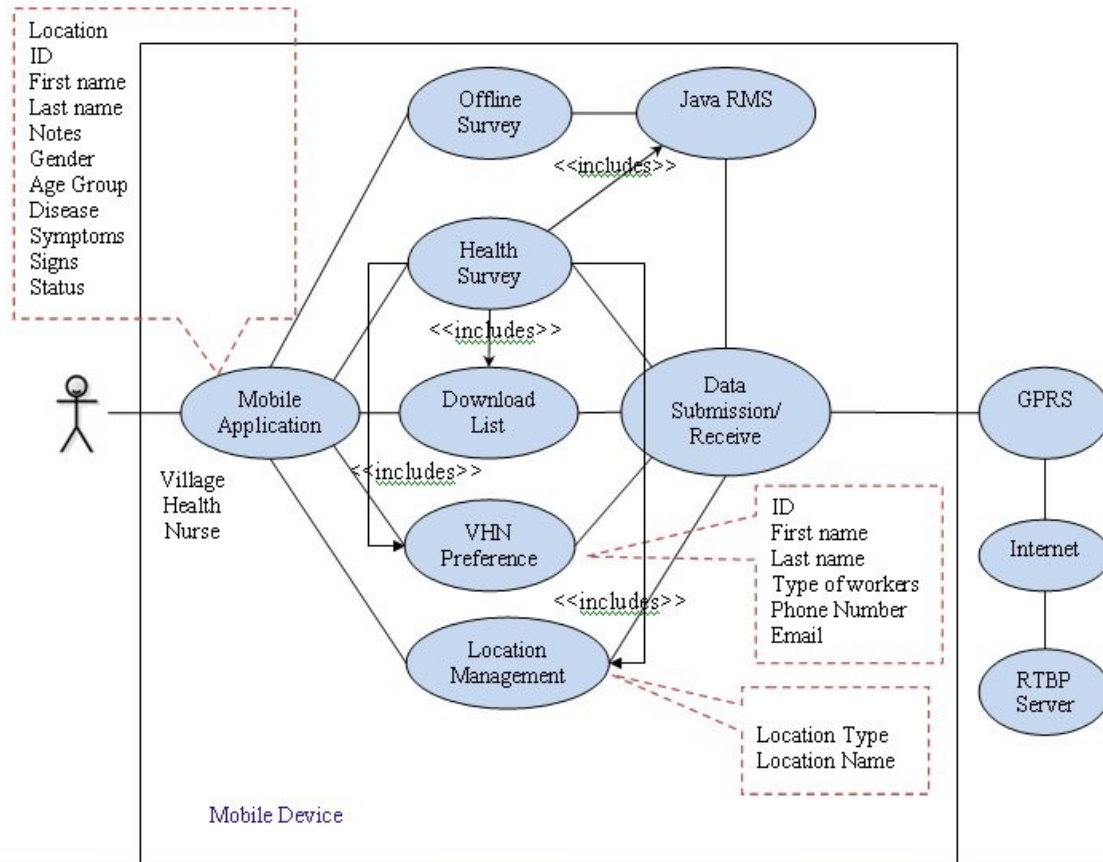 Location
ID
First name
Last name
Notes
Gender
Age Group
Disease
Symptoms
Signs
Status
Offline
Survey
Java RMS
<<includes>>
Health
Survey
<<includes>>
Mobile
Application
Download
List
Data
Submission/
Receive
GPRS
<<includes>>
Village
Health
Nurse
VHN
Preference
ID
First name
Last name
Type of workers
Phone Number
Email
Internet
<<includes>>
Location
Management
RTBP
Server
Location Type
Location Name
Mobile Device